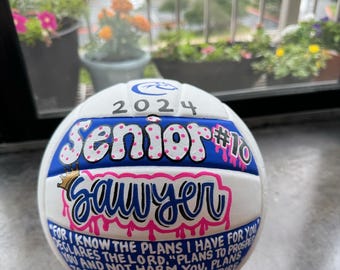 2024
Senior #10
Sawyer
"FOR I KNOW THE PLANS I HAVE FOR YOU"
DECLARES THE LORD. "PLANS TO PROSPER
YOU AND NOT HARM YOU, PLANS